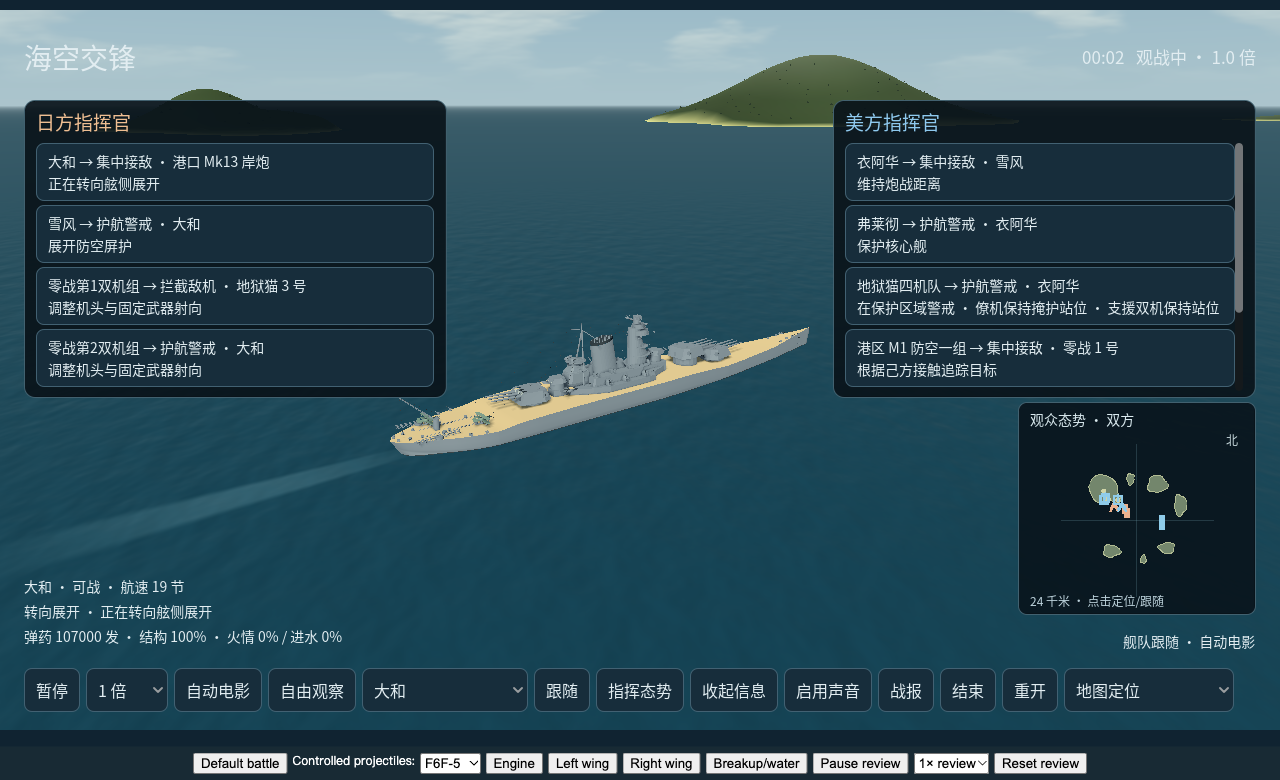 海空交锋
00:02 观战中 · 1.0 倍
日方指挥官
大和 → 集中接敌 · 港口 Mk13 岸炮
正在转向舷侧展开
雪风 → 护航警戒 · 大和
展开防空屏护
零战第1双机组 → 拦截敌机 · 地狱猫 3 号
调整机头与固定武器射向
零战第2双机组 → 护航警戒 · 大和
调整机头与固定武器射向
美方指挥官
衣阿华 → 集中接敌 · 雪风
维持炮战距离
弗莱彻 → 护航警戒 · 衣阿华
保护核心舰
地狱猫四机队 → 护航警戒 · 衣阿华
在保护区域警戒 · 僚机保持掩护站位 · 支援双机保持站位
港区 M1 防空一组 → 集中接敌 · 零战 1 号
根据己方接触追踪目标
观众态势 · 双方
北
24 千米 · 点击定位/跟随
大和 · 可战 · 航速 19 节
转向展开 · 正在转向舷侧展开
弹药 107000 发 · 结构 100% · 火情 0% / 进水 0%
舰队跟随 · 自动电影
暂停 1 倍 自动电影 自由观察 大和 跟随 指挥态势 收起信息 启用声音 战报 结束 重开 地图定位
Default battle Controlled projectiles: F6F-5 Engine Left wing Right wing Breakup/water Pause review 1× review Reset review